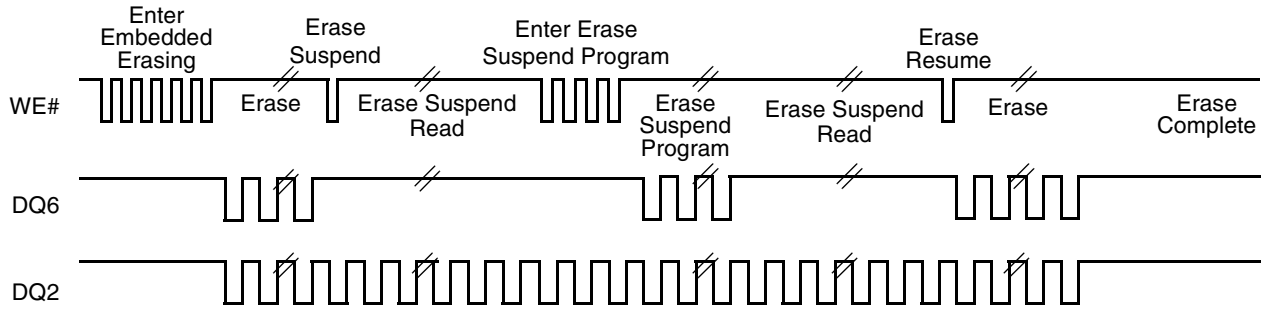 Enter
Embedded
Erasing
Erase
Suspend
Enter Erase
Suspend Program
Erase
Resume
WE#
Erase
Erase Suspend
Read
Erase
Suspend
Program
Erase Suspend
Read
Erase
Erase
Complete
DQ6
DQ2